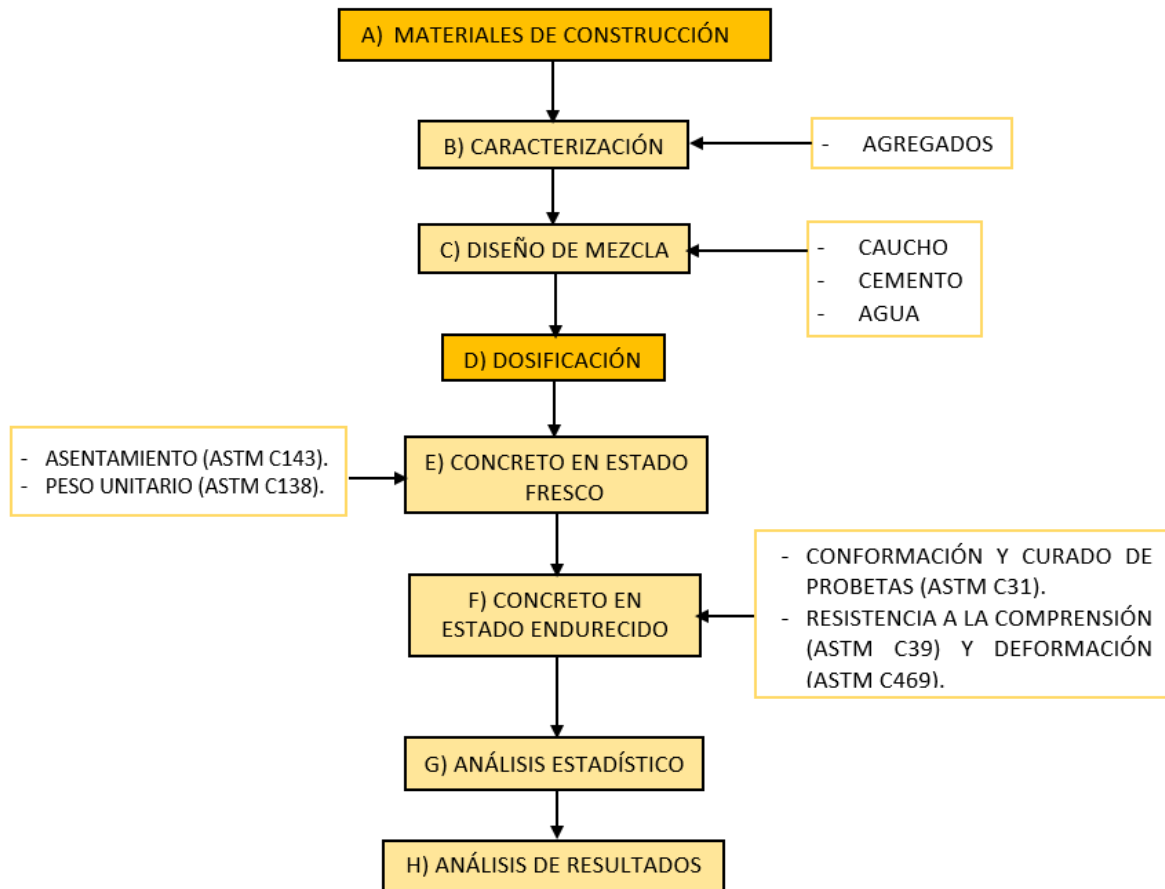 A) MATERIALES DE CONSTRUCCIÓN
B) CARACTERIZACIÓN
- AGREGADOS
C) DISEÑO DE MEZCLA
- CAUCHO
- CEMENTO
- AGUA
D) DOSIFICACIÓN
- ASENTAMIENTO (ASTM C143).
- PESO UNITARIO (ASTM C138).
E) CONCRETO EN ESTADO
FRESCO
- CONFORMACIÓN Y CURADO DE
PROBETAS (ASTM C31).
- RESISTENCIA A LA COMPRENSIÓN
(ASTM C39) Y DEFORMACIÓN
(ASTM C469).
F) CONCRETO EN
ESTADO ENDURECIDO
G) ANÁLISIS ESTADÍSTICO
H) ANÁLISIS DE RESULTADOS